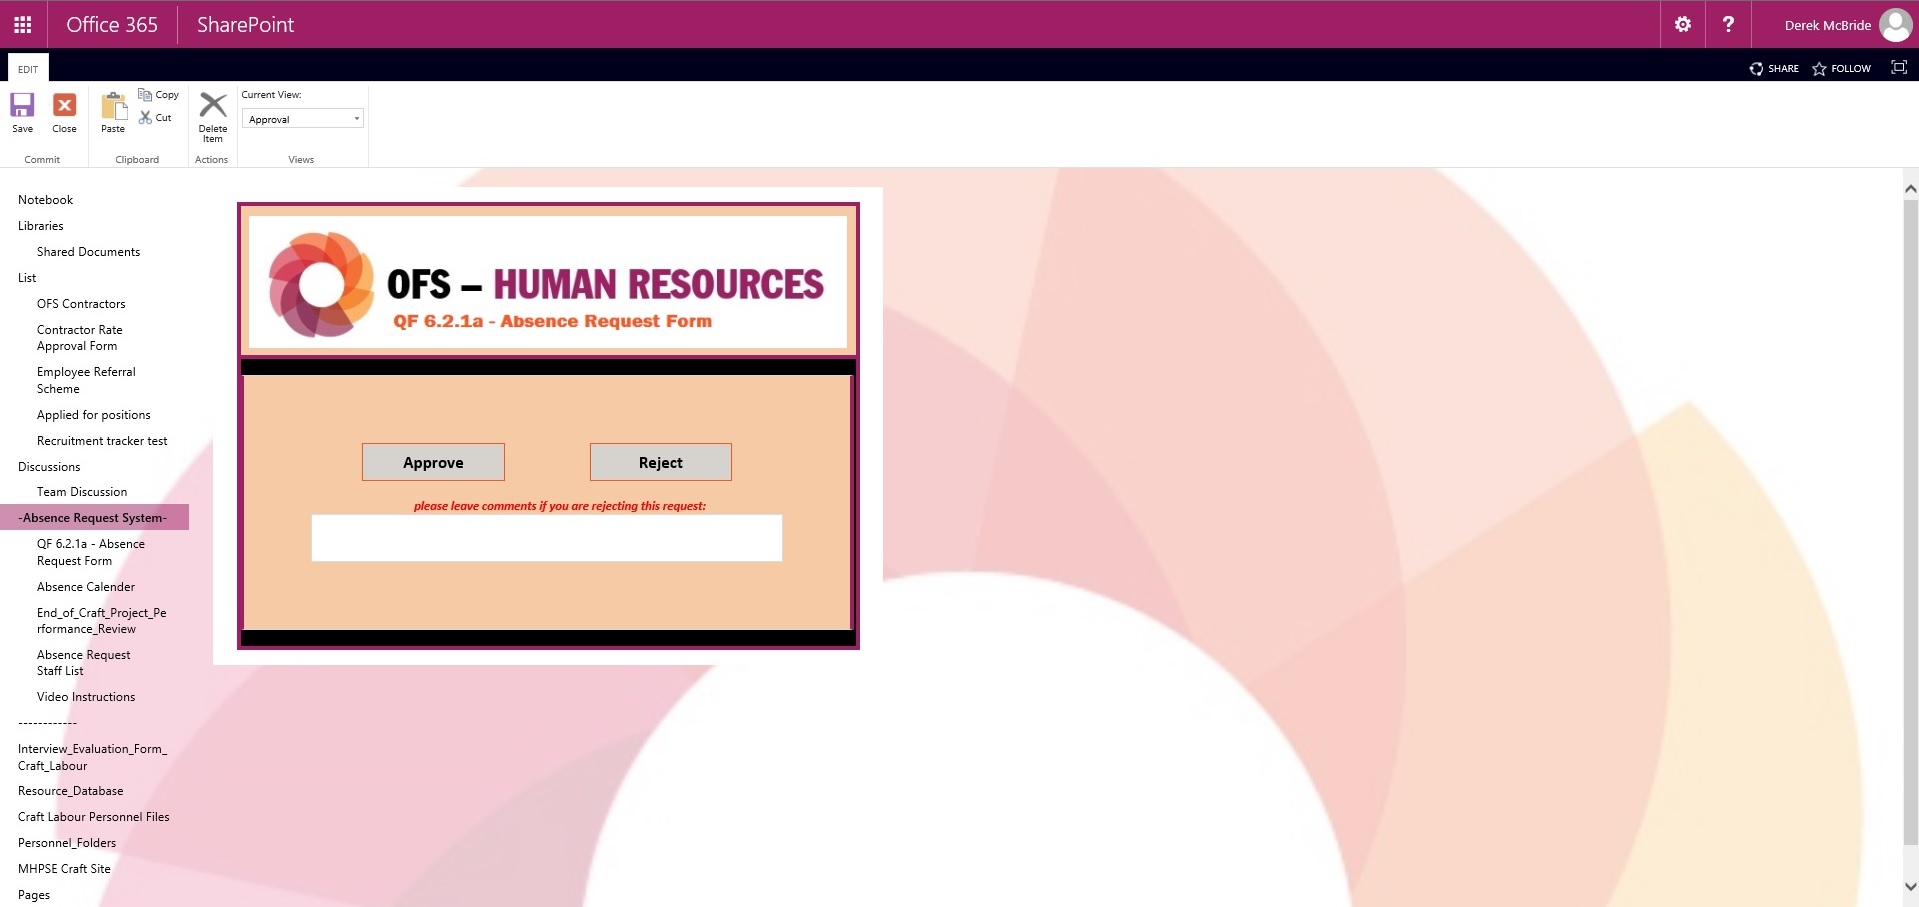 Office 365
SharePoint
?
Derek McBride
EDIT
SHARE
FOLLOW
Save
Close
Commit
Paste
Copy
Cut
Clipboard
Delete
Item
Actions
Current View:
Approval
Views
Notebook
Libraries
Shared Documents
List
OFS Contractors
Contractor Rate
Approval Form
Employee Referral
Scheme
Applied for positions
Recruitment tracker test
Discussions
Team Discussion
-Absence Request System-
QF 6.2.1a - Absence
Request Form
Absence Calender
End_of_Craft_Project_Pe
rformance_Review
Absence Request
Staff List
Video Instructions
------------
Interview_Evaluation_Form_
Craft_Labour
Resource_Database
Craft Labour Personnel Files
Personnel_Folders
MHPSE Craft Site
Pages
OFS – HUMAN RESOURCES
QF 6.2.1a - Absence Request Form
Approve
Reject
please leave comments if you are rejecting this request: